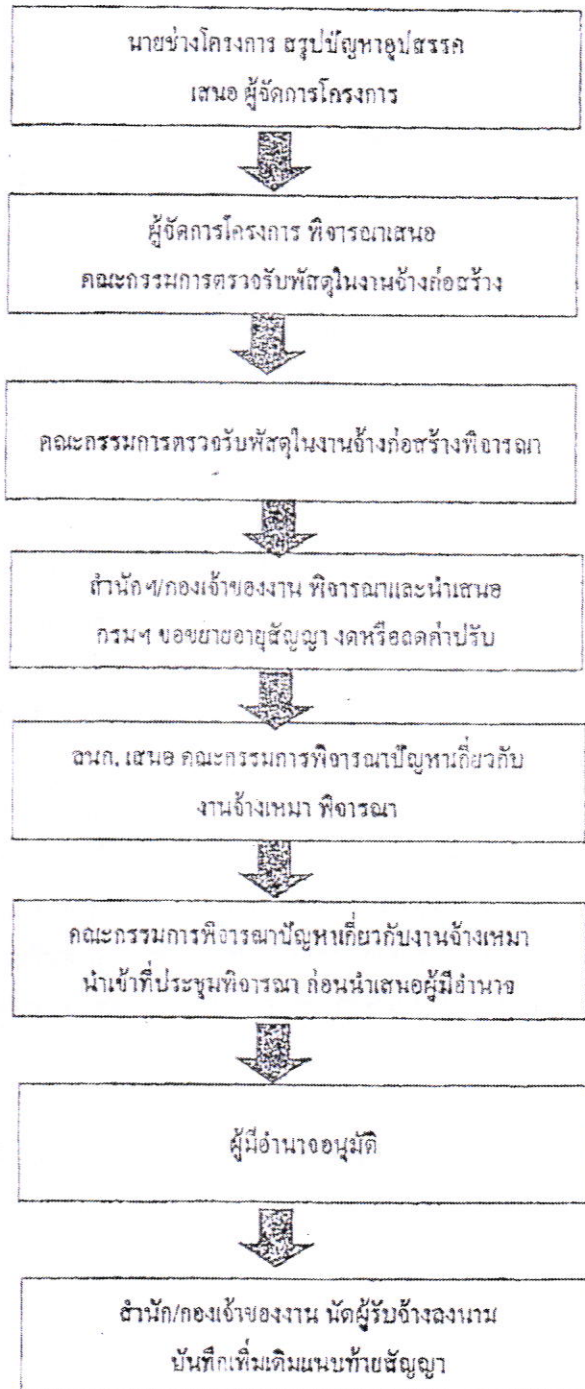 นายช่างโครงการ สรุปปัญหาอุปสรรค
เสนอ ผู้จัดการโครงการ
ผู้จัดการโครงการ พิจารณาเสนอ
คณะกรรมการตรวจรับพัสดุในงานจ้างก่อสร้าง
คณะกรรมการตรวจรับพัสดุในงานจ้างก่อสร้างพิจารณา
สำนักฯ/กองเจ้าของงาน พิจารณาและนำเสนอ
กรมฯ ขอขยายอายุสัญญา งดหรือลดค่าปรับ
สนก. เสนอ คณะกรรมการพิจารณาปัญหาเกี่ยวกับ
งานจ้างเหมา พิจารณา
คณะกรรมการพิจารณาปัญหาเกี่ยวกับงานจ้างเหมา
นำเข้าที่ประชุมพิจารณา ก่อนนำเสนอผู้มีอำนาจ
ผู้มีอำนาจอนุมัติ
สำนัก/กองเจ้าของงาน นัดผู้รับจ้างลงนาม
บันทึกเพิ่มเติมแนบท้ายสัญญา